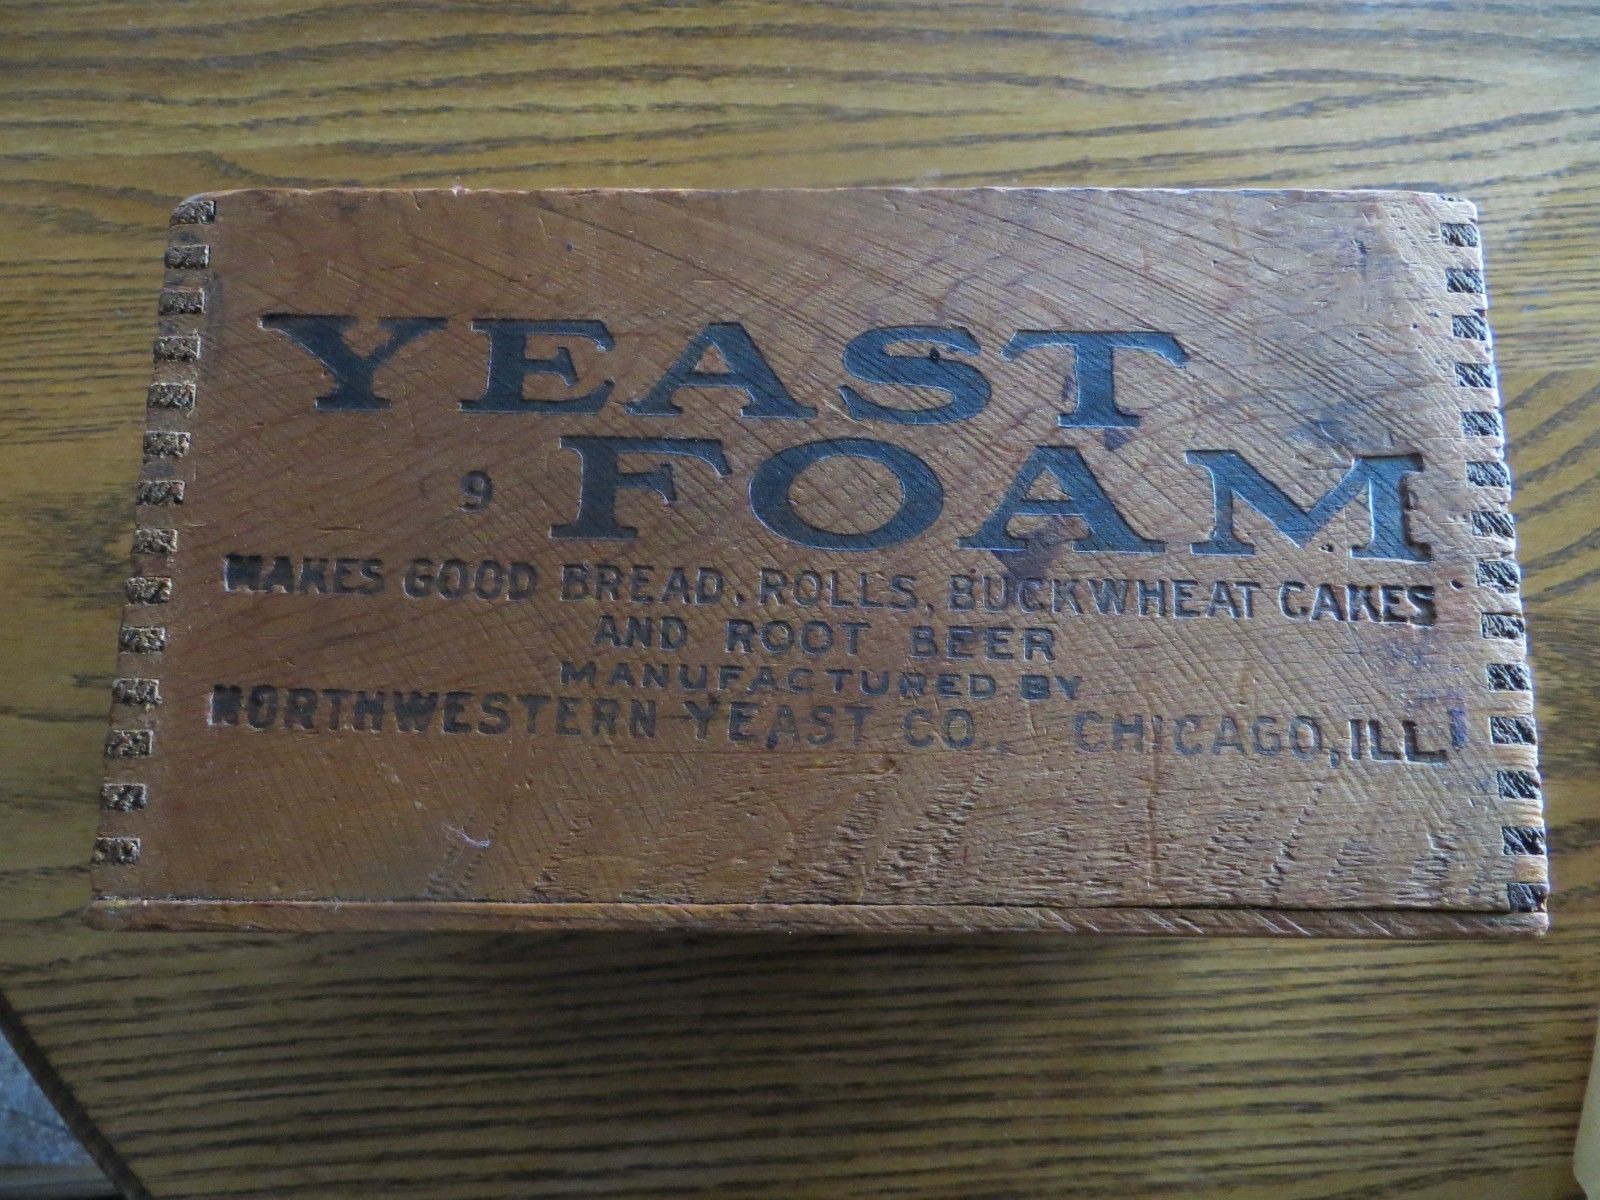 YEAST
9 FOAM
MAKES GOOD BREAD, ROLLS, BUCKWHEAT CAKES
AND ROOT BEER
MANUFACTURED BY
NORTHWESTERN YEAST CO. CHICAGO, ILL.